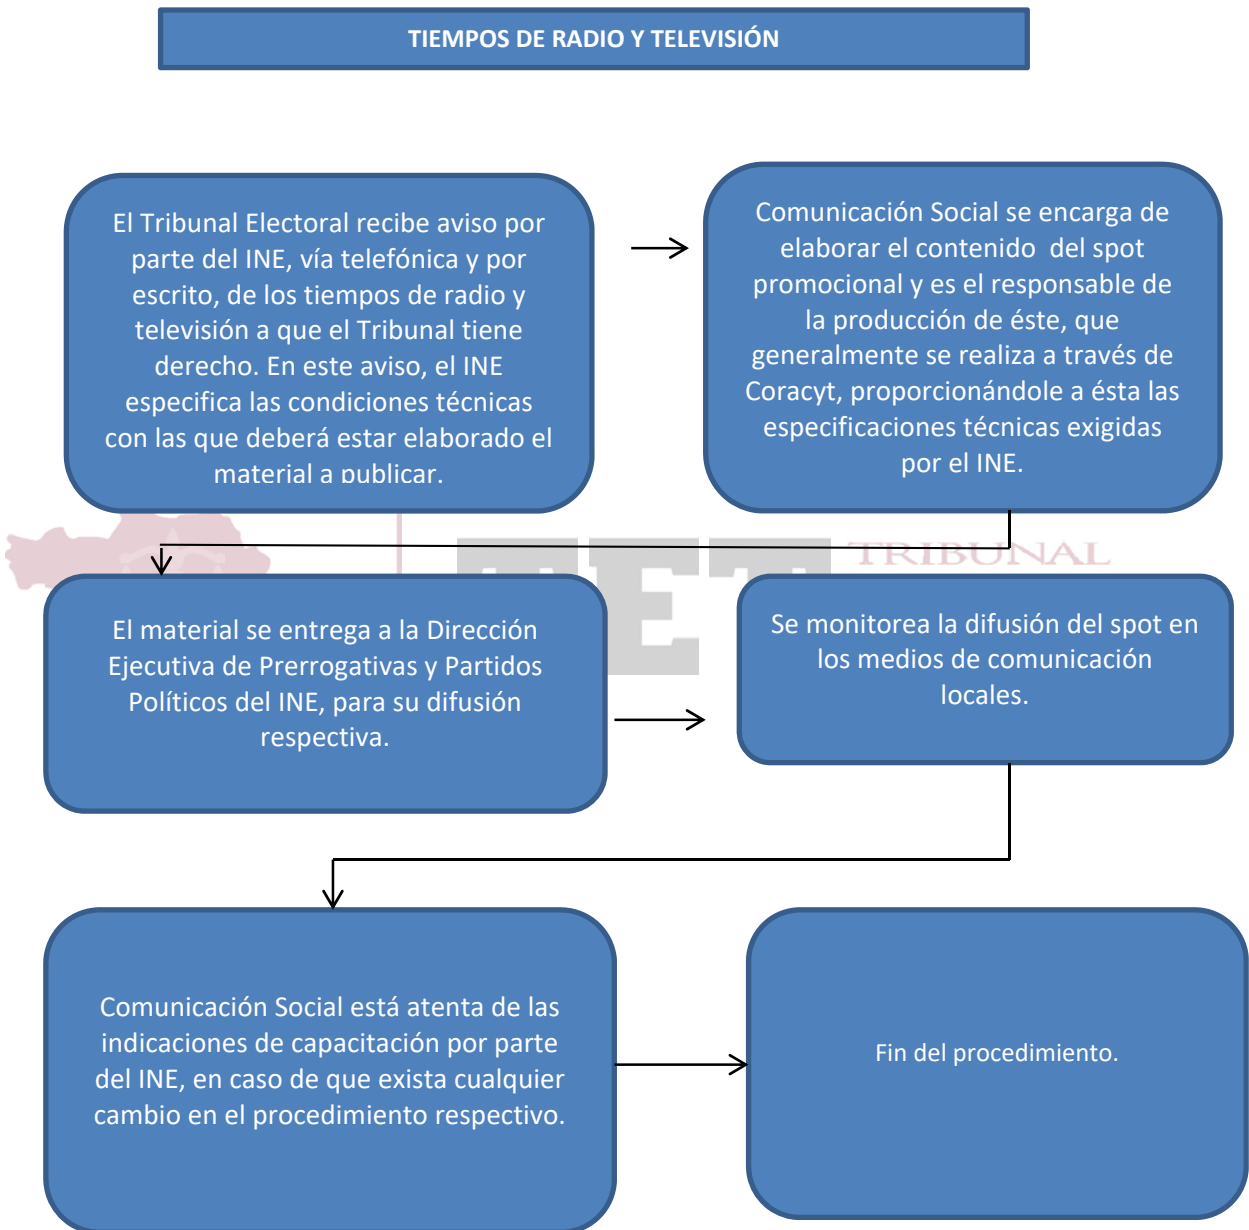 TIEMPOS DE RADIO Y TELEVISIÓN
El Tribunal Electoral recibe aviso por
parte del INE, vía telefónica y por
escrito, de los tiempos de radio y
televisión a que el Tribunal tiene
derecho. En este aviso, el INE
especifica las condiciones técnicas
con las que deberá estar elaborado el
material a publicar.
Comunicación Social se encarga de
elaborar el contenido  del spot
promocional y es el responsable de
la producción de éste, que
generalmente se realiza a través de
Coracyt, proporcionándole a ésta las
especificaciones técnicas exigidas
por el INE.
TET
TRIBUNAL
El material se entrega a la Dirección
Ejecutiva de Prerrogativas y Partidos
Políticos del INE, para su difusión
respectiva.
Se monitorea la difusión del spot en
los medios de comunicación
locales.
Comunicación Social está atenta de las
indicaciones de capacitación por parte
del INE, en caso de que exista cualquier
cambio en el procedimiento respectivo.
Fin del procedimiento.